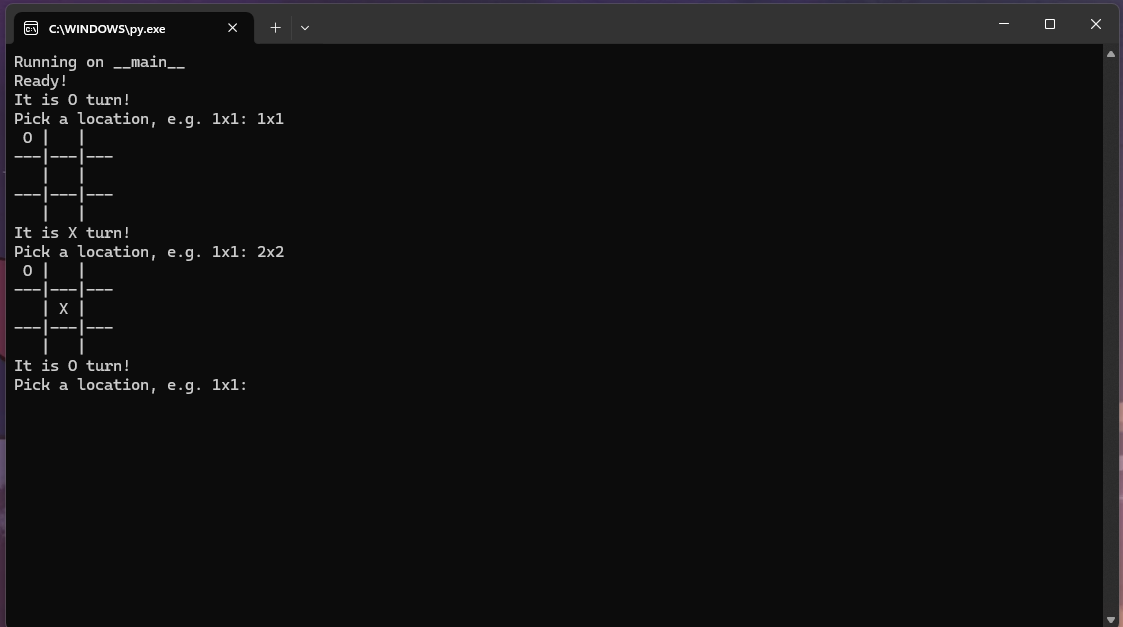 C:\WINDOWS\py.exe
Running on __main__
Ready!
It is O turn!
Pick a location, e.g. 1x1: 1x1
 O |   |
---|---|---
   |   |
---|---|---
   |   |
It is X turn!
Pick a location, e.g. 1x1: 2x2
 O |   |
---|---|---
   | X |
---|---|---
   |   |
It is O turn!
Pick a location, e.g. 1x1: